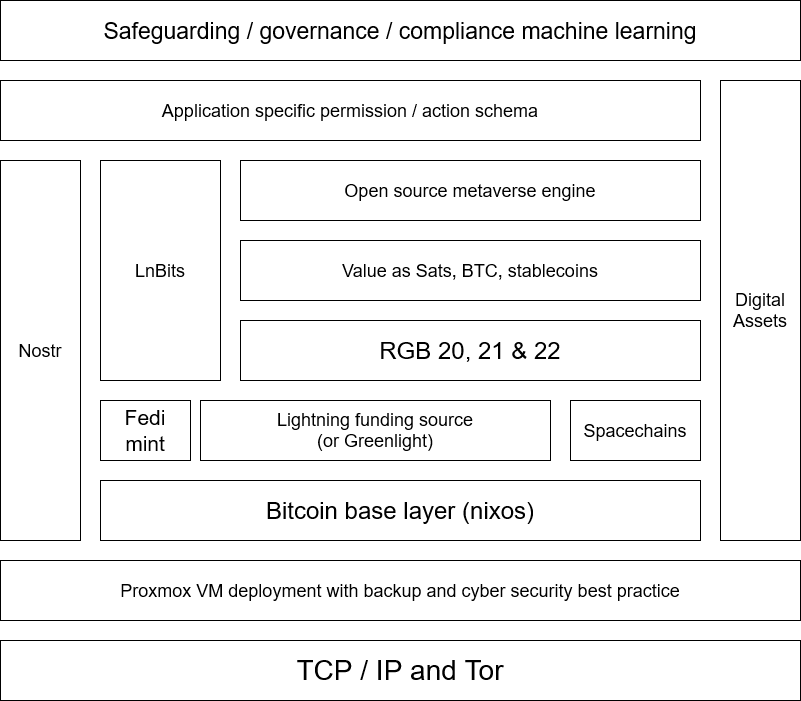 Safeguarding / governance / compliance machine learning
Application specific permission / action schema
Open source metaverse engine
LnBits
Value as Sats, BTC, stablecoins
Digital
Assets
Nostr
RGB 20, 21 & 22
Fedi
mint
Lightning funding source
(or Greenlight)
Spacechains
Bitcoin base layer (nixos)
Proxmox VM deployment with backup and cyber security best practice
TCP / IP and Tor